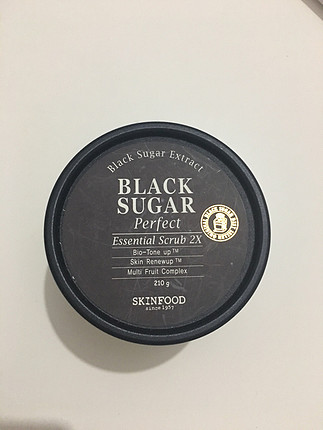 Black Sugar Extract
BLACK
SUGAR
Perfect
Essential Scrub 2X
Bio-Tone up™
Skin Renewup™
Multi Fruit Complex
210 g
SKINFOOD
since 1957